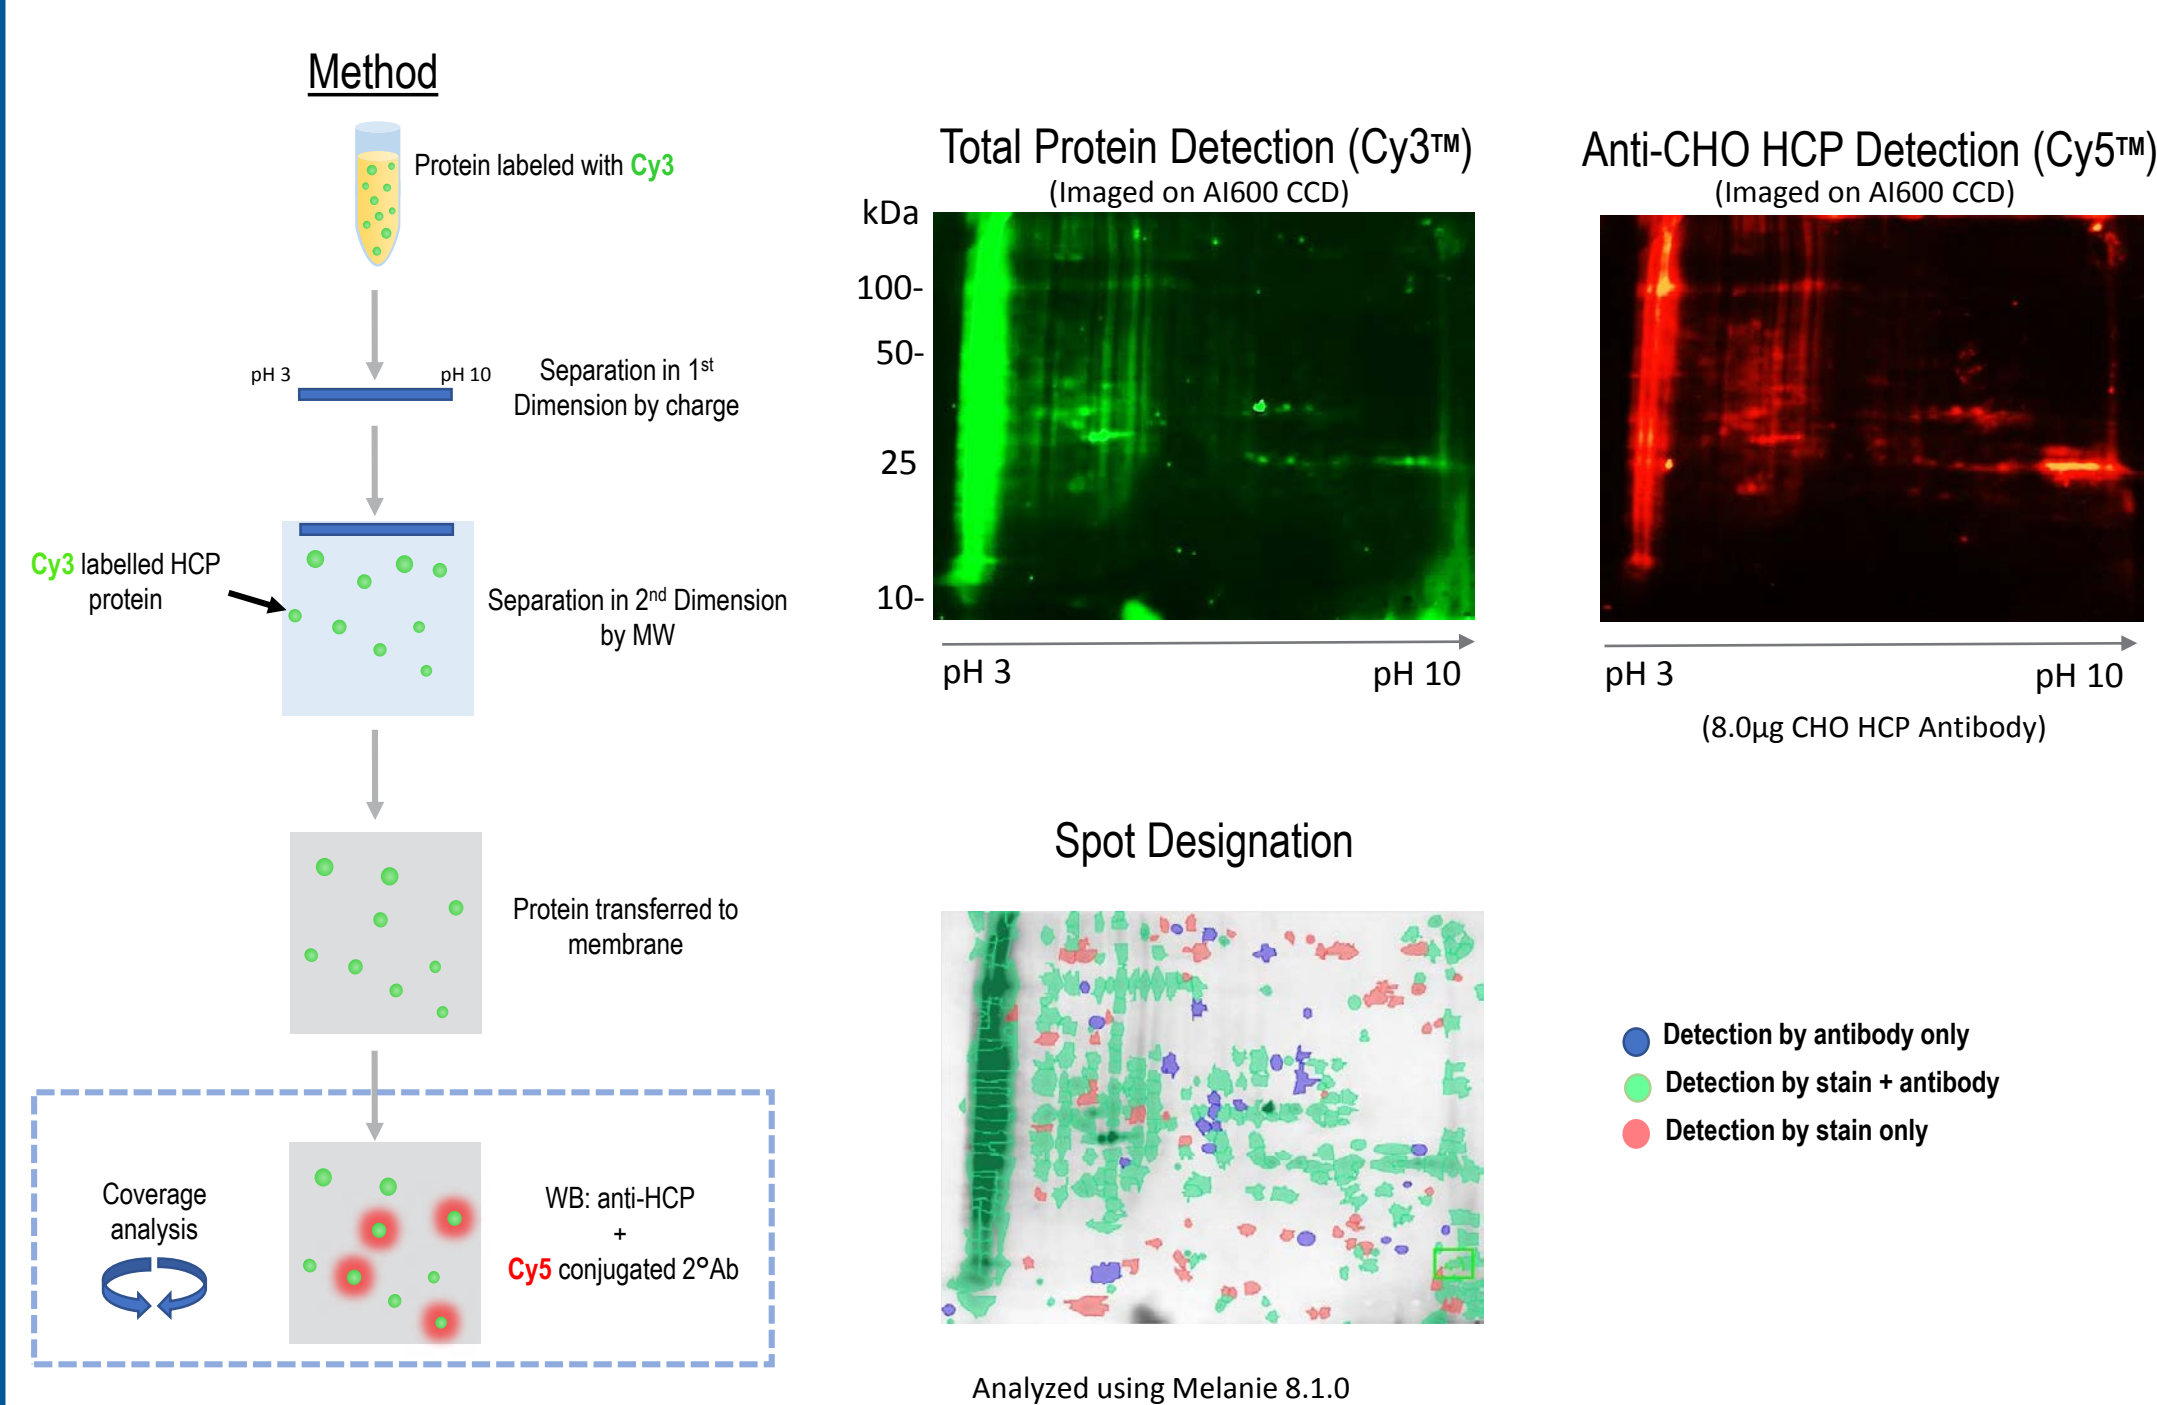 Method
Protein labeled with Cy3
pH 3
pH 10
Separation in 1st
Dimension by charge
Cy3 labelled HCP
protein
Separation in 2nd Dimension
by MW
Protein transferred to
membrane
Coverage
analysis
WB: anti-HCP
+
Cy5 conjugated 2°Ab
Total Protein Detection (Cy3™)
(Imaged on AI600 CCD)
kDa
100-
50-
25
10-
pH 3
pH 10
Anti-CHO HCP Detection (Cy5™)
(Imaged on AI600 CCD)
pH 3
pH 10
(8.0µg CHO HCP Antibody)
Spot Designation
Analyzed using Melanie 8.1.0
Detection by antibody only
Detection by stain + antibody
Detection by stain only